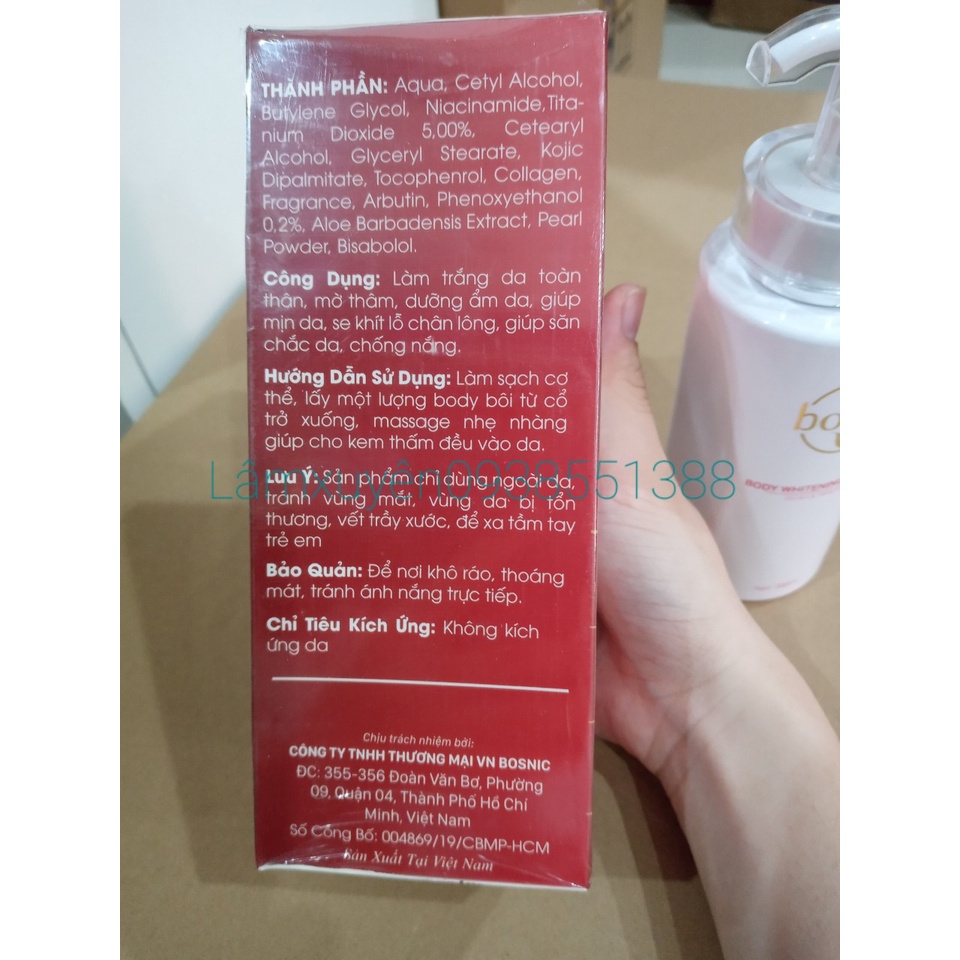 THÀNH PHẦN: Aqua, Cetyl Alcohol,
Butylene Glycol, Niacinamide,Tita-
nium Dioxide 5,00%, Cetearyl
Alcohol, Glyceryl Stearate, Kojic
Dipalmitate, Tocophenrol, Collagen,
Fragrance, Arbutin, Phenoxyethanol
0,2%, Aloe Barbadensis Extract, Pearl
Powder, Bisabolol.
Công Dụng: Làm trắng da toàn
thân, mờ thâm, dưỡng ẩm da, giúp
mịn da, se khít lỗ chân lông, giúp săn
chắc da, chống nắng.
Hướng Dẫn Sử Dụng: Làm sạch cơ
thể, lấy một lượng body bôi từ cổ
trở xuống, massage nhẹ nhàng
giúp cho kem thấm đều vào da.
Lưu Ý: Sản phẩm chỉ dùng ngoài da,
tránh vùng mắt, vùng da bị tổn
thương, vết trầy xước, để xa tầm tay
trẻ em
Lâmxuyên0938551388
Bảo Quản: Để nơi khô ráo, thoáng
mát, tránh ánh nắng trực tiếp.
Chỉ Tiêu Kích Ứng: Không kích
ứng da
Chịu trách nhiệm bởi:
CÔNG TY TNHH THƯƠNG MẠI VN BOSNIC
ĐC: 355-356 Đoàn Văn Bơ, Phường
09, Quận 04, Thành Phố Hồ Chí
Minh, Việt Nam
Số Công Bố: 004869/19/CBMP-HCM
Sản Xuất Tại Việt Nam
BODY WHITENING